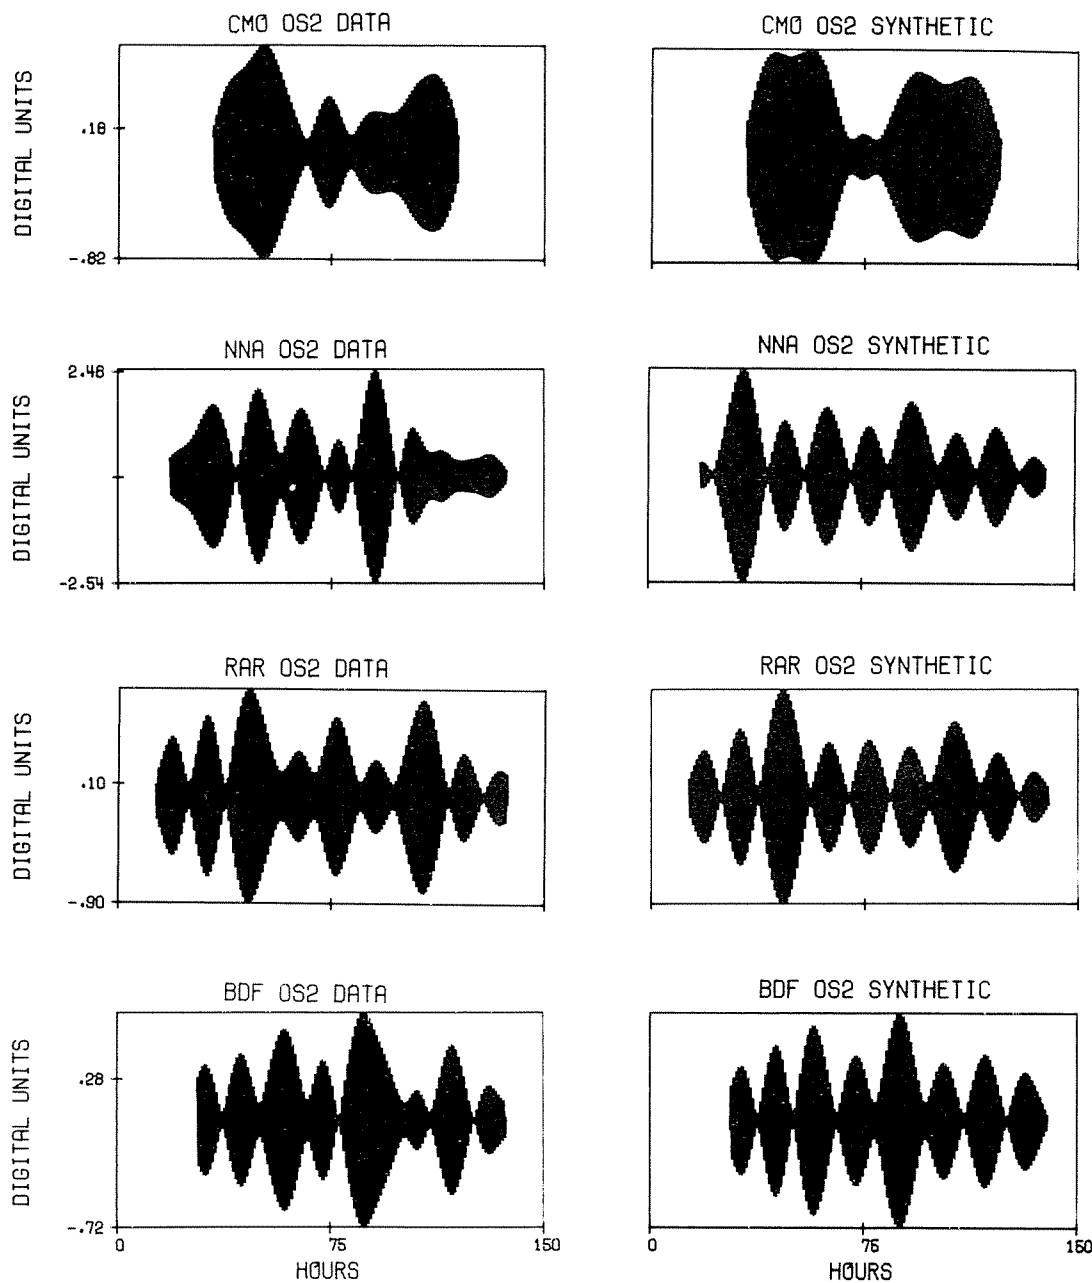 CMO OS2 DATA
CMO OS2 SYNTHETIC
DIGITAL UNITS
.18
-.82
NNA OS2 DATA
NNA OS2 SYNTHETIC
DIGITAL UNITS
2.46
-2.54
RAR OS2 DATA
RAR OS2 SYNTHETIC
DIGITAL UNITS
.10
-.90
BDF OS2 DATA
BDF OS2 SYNTHETIC
DIGITAL UNITS
.28
-.72
0 75 150
0 75 150
HOURS
HOURS